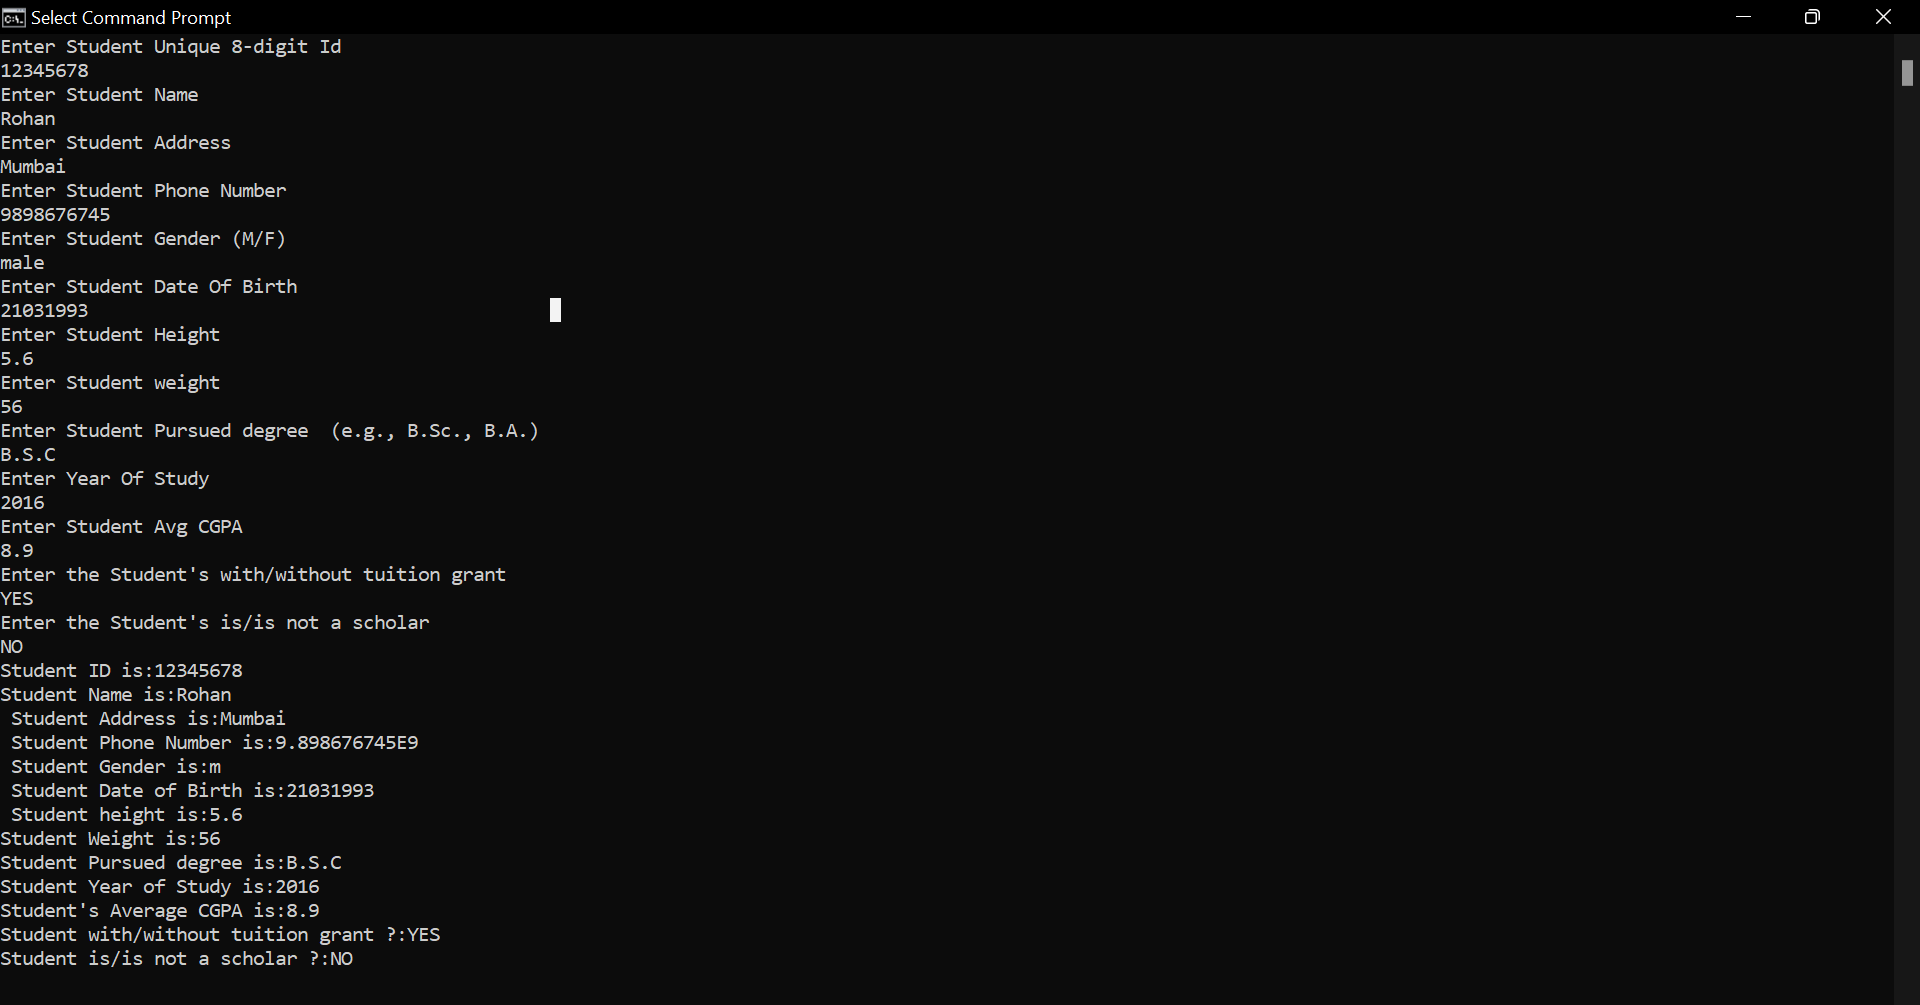 Select Command Prompt
Enter Student Unique 8-digit Id
12345678
Enter Student Name
Rohan
Enter Student Address
Mumbai
Enter Student Phone Number
9898676745
Enter Student Gender (M/F)
male
Enter Student Date Of Birth
21031993
Enter Student Height
5.6
Enter Student weight
56
Enter Student Pursued degree  (e.g., B.Sc., B.A.)
B.S.C
Enter Year Of Study
2016
Enter Student Avg CGPA
8.9
Enter the Student's with/without tuition grant
YES
Enter the Student's is/is not a scholar
NO
Student ID is:12345678
Student Name is:Rohan
 Student Address is:Mumbai
 Student Phone Number is:9.898676745E9
 Student Gender is:m
 Student Date of Birth is:21031993
 Student height is:5.6
Student Weight is:56
Student Pursued degree is:B.S.C
Student Year of Study is:2016
Student's Average CGPA is:8.9
Student with/without tuition grant ?:YES
Student is/is not a scholar ?:NO